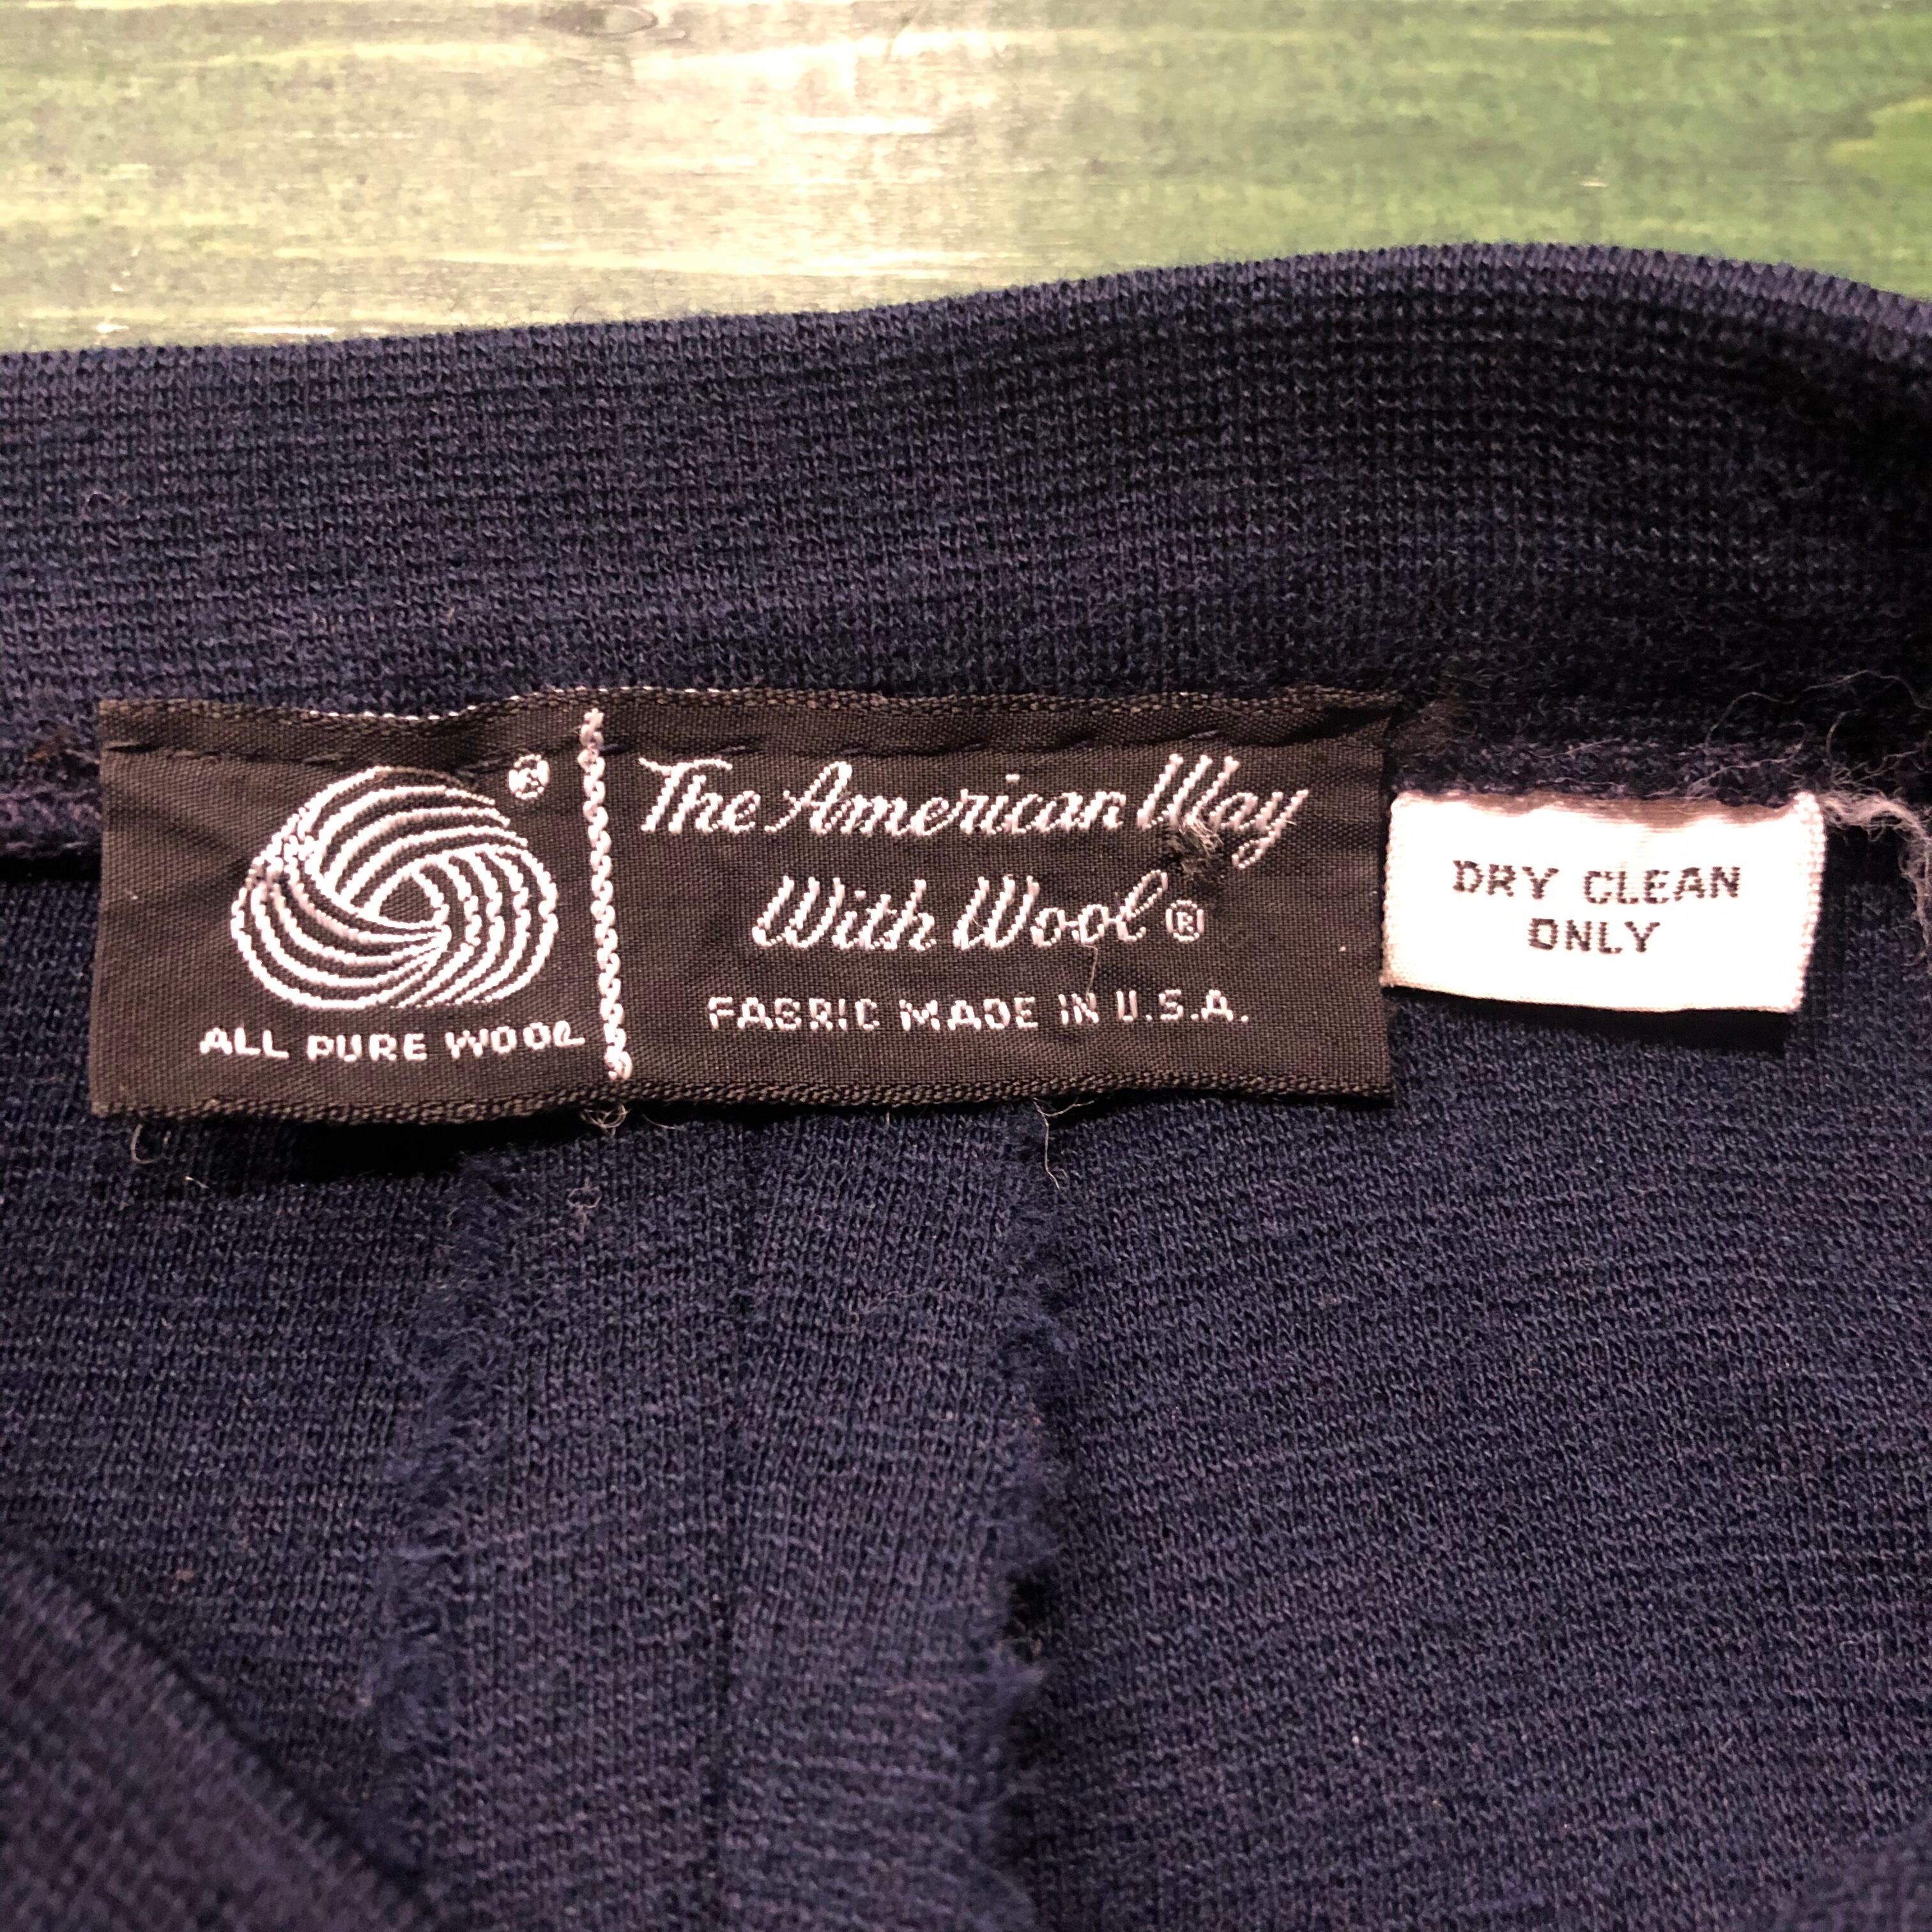 ®
ALL PURE WOOL
The American Way
With Wool®
FABRIC MADE IN U.S.A.
DRY CLEAN
ONLY